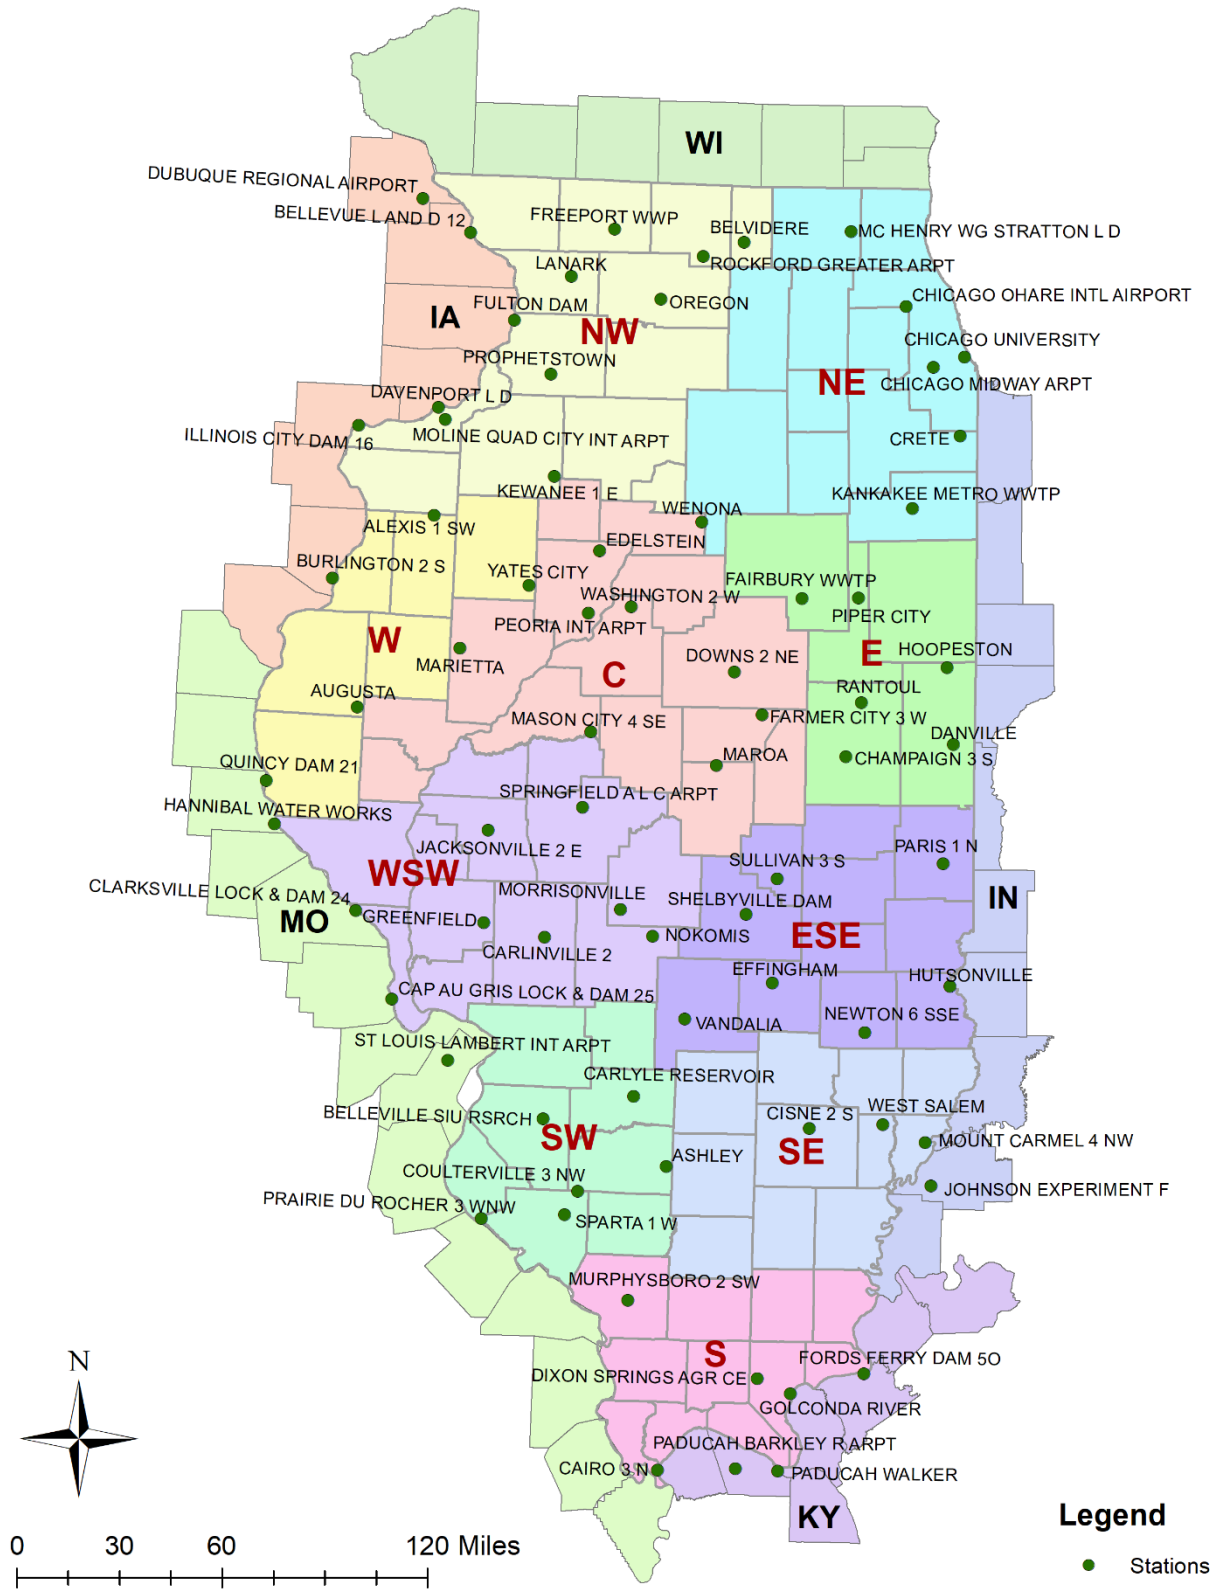 WI
DUBUQUE REGIONAL AIRPORT
BELLEVUE L AND D 12
FREEPORT WWP
BELVIDERE
MC HENRY WG STRATTON L D
ROCKFORD GREATER ARPT
LANARK
OREGON
CHICAGO OHARE INTL AIRPORT
FULTON DAM
IA
NW
CHICAGO UNIVERSITY
PROPHETSTOWN
NE
CHICAGO MIDWAY ARPT
DAVENPORT L D
ILLINOIS CITY DAM 16
MOLINE QUAD CITY INT ARPT
CRETE
KEWANEE 1 E
KANKAKEE METRO WWTP
WENONA
ALEXIS 1 SW
EDELSTEIN
BURLINGTON 2 S
YATES CITY
FAIRBURY WWTP
WASHINGTON 2 W
PIPER CITY
PEORIA INT ARPT
W
MARIETTA
C
DOWNS 2 NE
E
HOOPESTON
AUGUSTA
RANTOUL
MASON CITY 4 SE
FARMER CITY 3 W
DANVILLE
MAROA
CHAMPAIGN 3 S
QUINCY DAM 21
SPRINGFIELD A L C ARPT
HANNIBAL WATER WORKS
JACKSONVILLE 2 E
PARIS 1 N
SULLIVAN 3 S
WSW
CLARKSVILLE LOCK & DAM 24
MORRISONVILLE
SHELBYVILLE DAM
IN
MO
GREENFIELD
NOKOMIS
ESE
CARLINVILLE 2
EFFINGHAM
HUTSONVILLE
CAP AU GRIS LOCK & DAM 25
VANDALIA
NEWTON 6 SSE
ST LOUIS LAMBERT INT ARPT
CARLYLE RESERVOIR
BELLEVILLE SIU RSRCH
CISNE 2 S
WEST SALEM
SW
SE
MOUNT CARMEL 4 NW
ASHLEY
COULTERVILLE 3 NW
JOHNSON EXPERIMENT F
PRAIRIE DU ROCHER 3 WNW
SPARTA 1 W
MURPHYSBORO 2 SW
S
FORDS FERRY DAM 5O
DIXON SPRINGS AGR CE
GOLCONDA RIVER
PADUCAH BARKLEY R ARPT
CAIRO 3 N
PADUCAH WALKER
KY
N
Legend
Stations
0 30 60 120 Miles